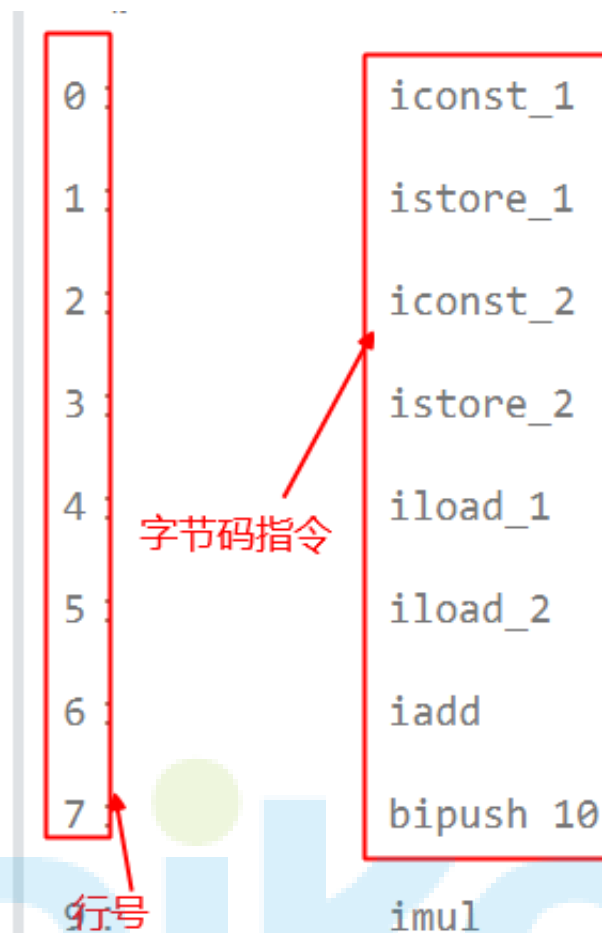 0: iconst_1
1: istore_1
2: iconst_2
3: istore_2
4: iload_1
字节码指令
5: iload_2
6: iadd
7: bipush 10
行号
9: imul